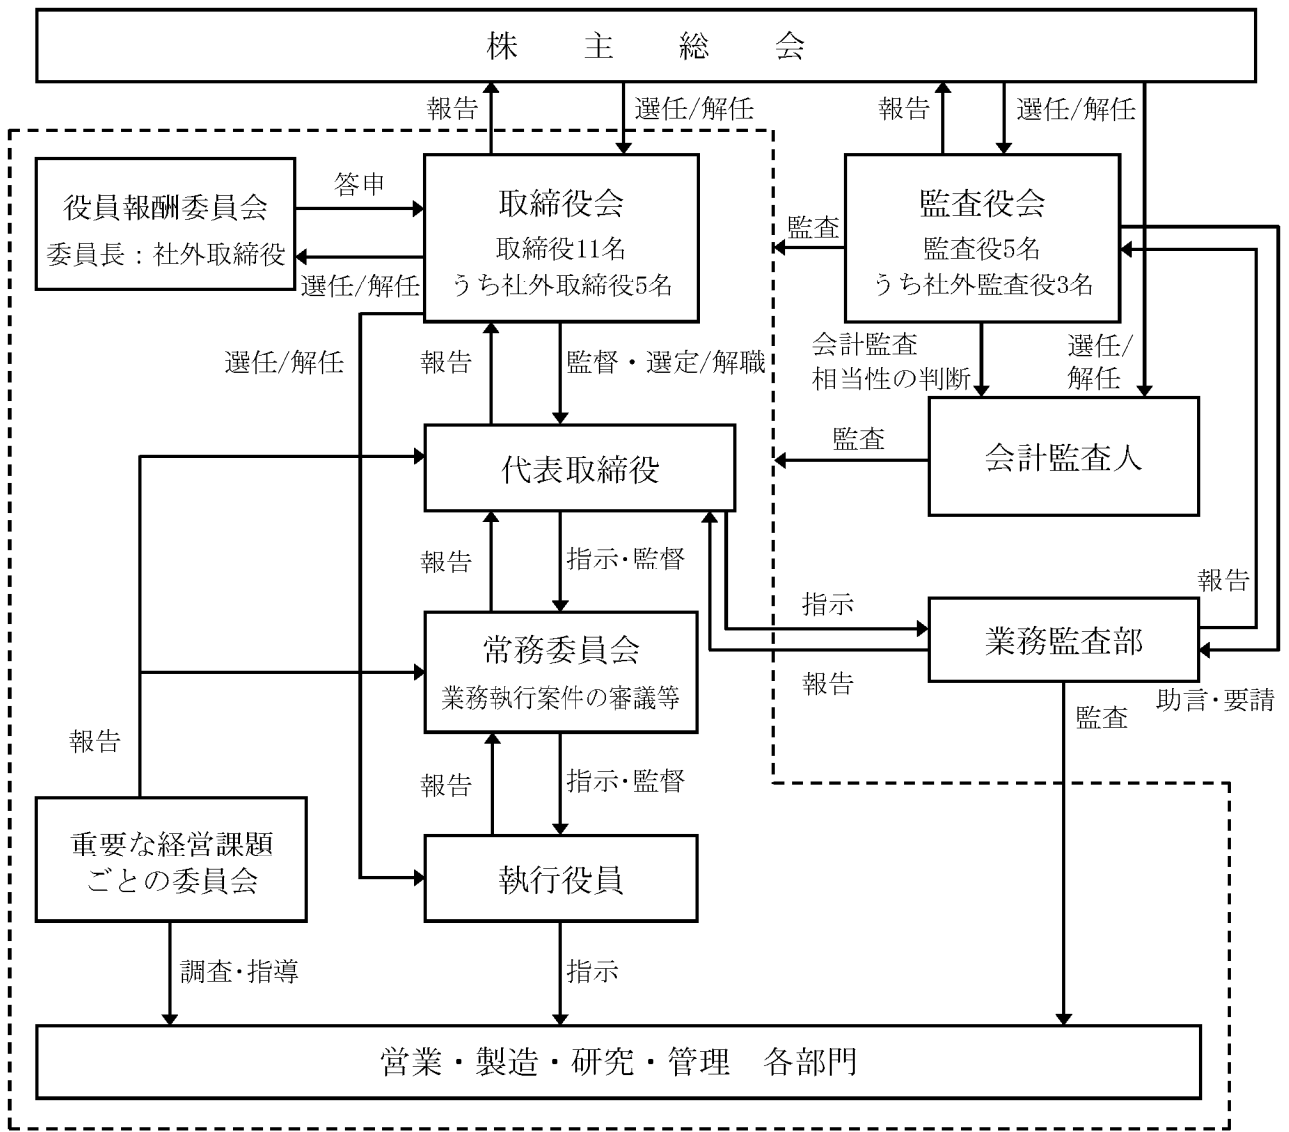 株主総会
報告
選任/解任
報告
選任/解任
役員報酬委員会
委員長：社外取締役
答申
選任/解任
取締役会
取締役11名
うち社外取締役5名
監査
監査役会
監査役5名
うち社外監査役3名
選任/解任
報告
監督・選定/解職
会計監査
相当性の判断
選任/
解任
代表取締役
監査
会計監査人
報告
指示・監督
指示
報告
報告
業務監査部
助言・要請
監査
常務委員会
業務執行案件の審議等
報告
報告
指示・監督
重要な経営課題
ごとの委員会
執行役員
調査・指導
指示
営業・製造・研究・管理　各部門